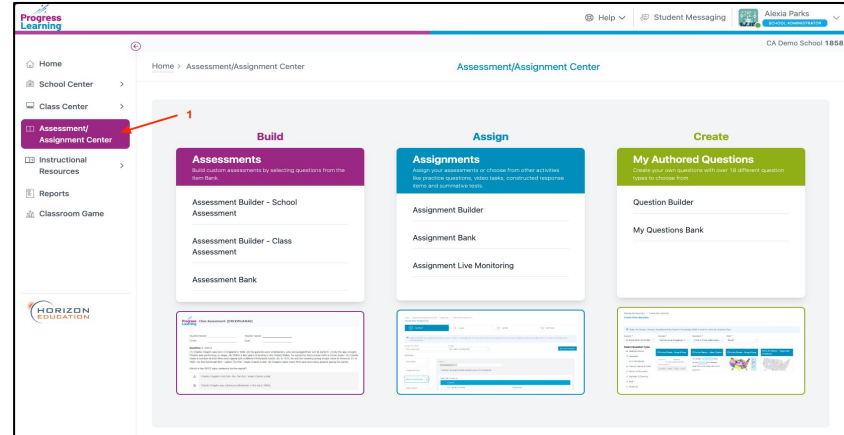 Progress
Learning
Help
Student Messaging
Alexia Parks
SCHOOL ADMINISTRATOR
CA Demo School 1858
Home
School Center
Class Center
Assessment/
Assignment Center
Instructional
Resources
Reports
Classroom Game
HORIZON
EDUCATION
Home > Assessment/Assignment Center
Assessment/Assignment Center
1
Build
Assessments
Build custom assessments by selecting questions from the
Item Bank.
Assessment Builder - School
Assessment
Assessment Builder - Class
Assessment
Assessment Bank
Progress
Learning
Assign
Assignments
Assign your assessments or choose from other activities
like practice questions, video tasks, constructed response
items and summative tests.
Assignment Builder
Assignment Bank
Assignment Live Monitoring
Create
My Authored Questions
Create your own questions with over 18 different question
types to choose from
Question Builder
My Questions Bank